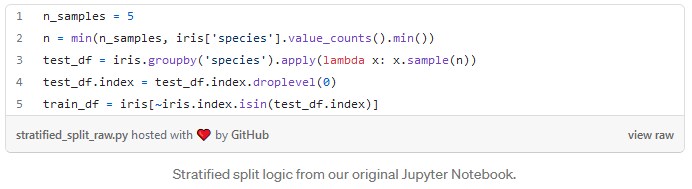 1 n_samples = 5
2 n = min(n_samples, iris['species'].value_counts().min())
3 test_df = iris.groupby('species').apply(lambda x: x.sample(n))
4 test_df.index = test_df.index.droplevel(0)
5 train_df = iris[~iris.index.isin(test_df.index)]
stratified_split_raw.py hosted with ❤ by GitHub view raw
Stratified split logic from our original Jupyter Notebook.